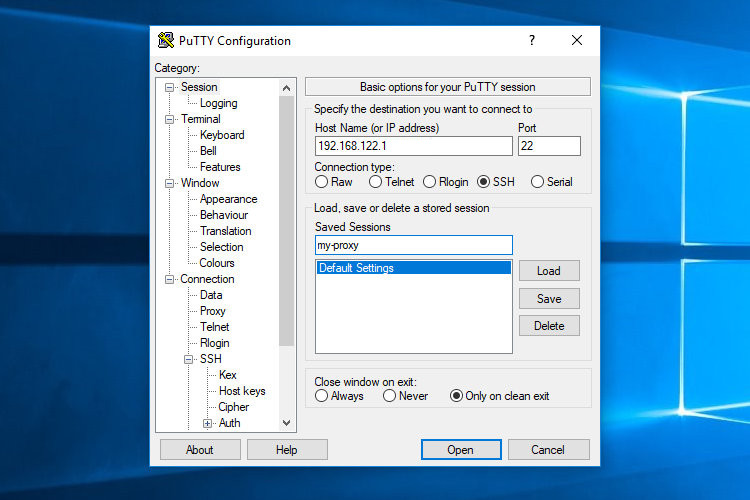 PuTTY Configuration
?
Category:
Session
Logging
Terminal
Keyboard
Bell
Features
Window
Appearance
Behaviour
Translation
Selection
Colours
Connection
Data
Proxy
Telnet
Rlogin
SSH
Kex
Host keys
Cipher
Auth
Basic options for your PuTTY session
Specify the destination you want to connect to
Host Name (or IP address) Port
192.168.122.1 22
Connection type:
Raw Telnet Rlogin SSH Serial
Load, save or delete a stored session
Saved Sessions
my-proxy
Default Settings
Load
Save
Delete
Close window on exit:
Always Never Only on clean exit
About Help Open Cancel